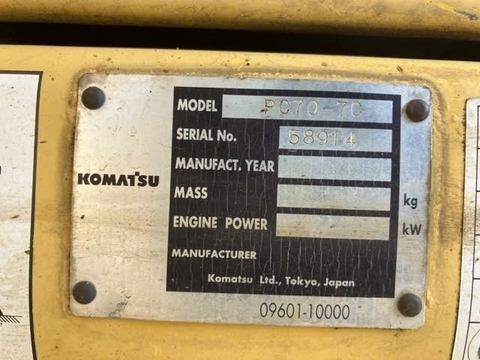 MODEL PC70-7C
SERIAL No. 58914
MANUFACT. YEAR
KOMATSU
MASS kg
ENGINE POWER kW
MANUFACTURER
Komatsu Ltd., Tokyo, Japan
09601-10000